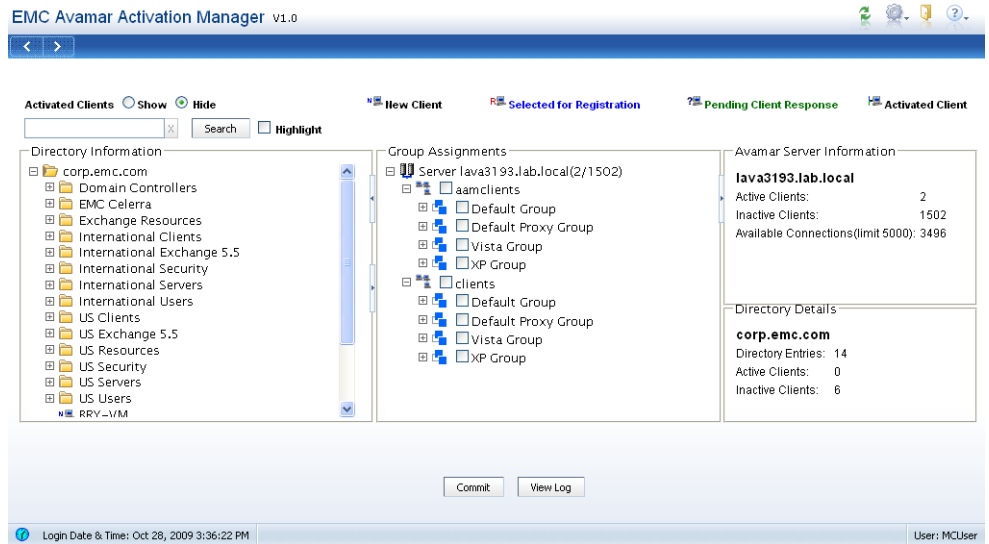 EMC Avamar Activation Manager V1.0
Activated Clients Show Hide
N New Client
R Selected for Registration
? Pending Client Response
Activated Client
X
Search
Highlight
Directory Information
corp.emc.com
Domain Controllers
EMC Celerra
Exchange Resources
International Clients
International Exchange 5.5
International Security
International Servers
International Users
US Clients
US Exchange 5.5
US Resources
US Security
US Servers
US Users
Group Assignments
Server lava3193.lab.local(2/1502)
aamclients
Default Group
Default Proxy Group
Vista Group
XP Group
clients
Default Group
Default Proxy Group
Vista Group
XP Group
Avamar Server Information
lava3193.lab.local
Active Clients: 2
Inactive Clients: 1502
Available Connections(limit 5000): 3496
Directory Details
corp.emc.com
Directory Entries: 14
Active Clients: 0
Inactive Clients: 6
Commit
View Log
Login Date & Time: Oct 28, 2009 3:36:22 PM
User: MCUser